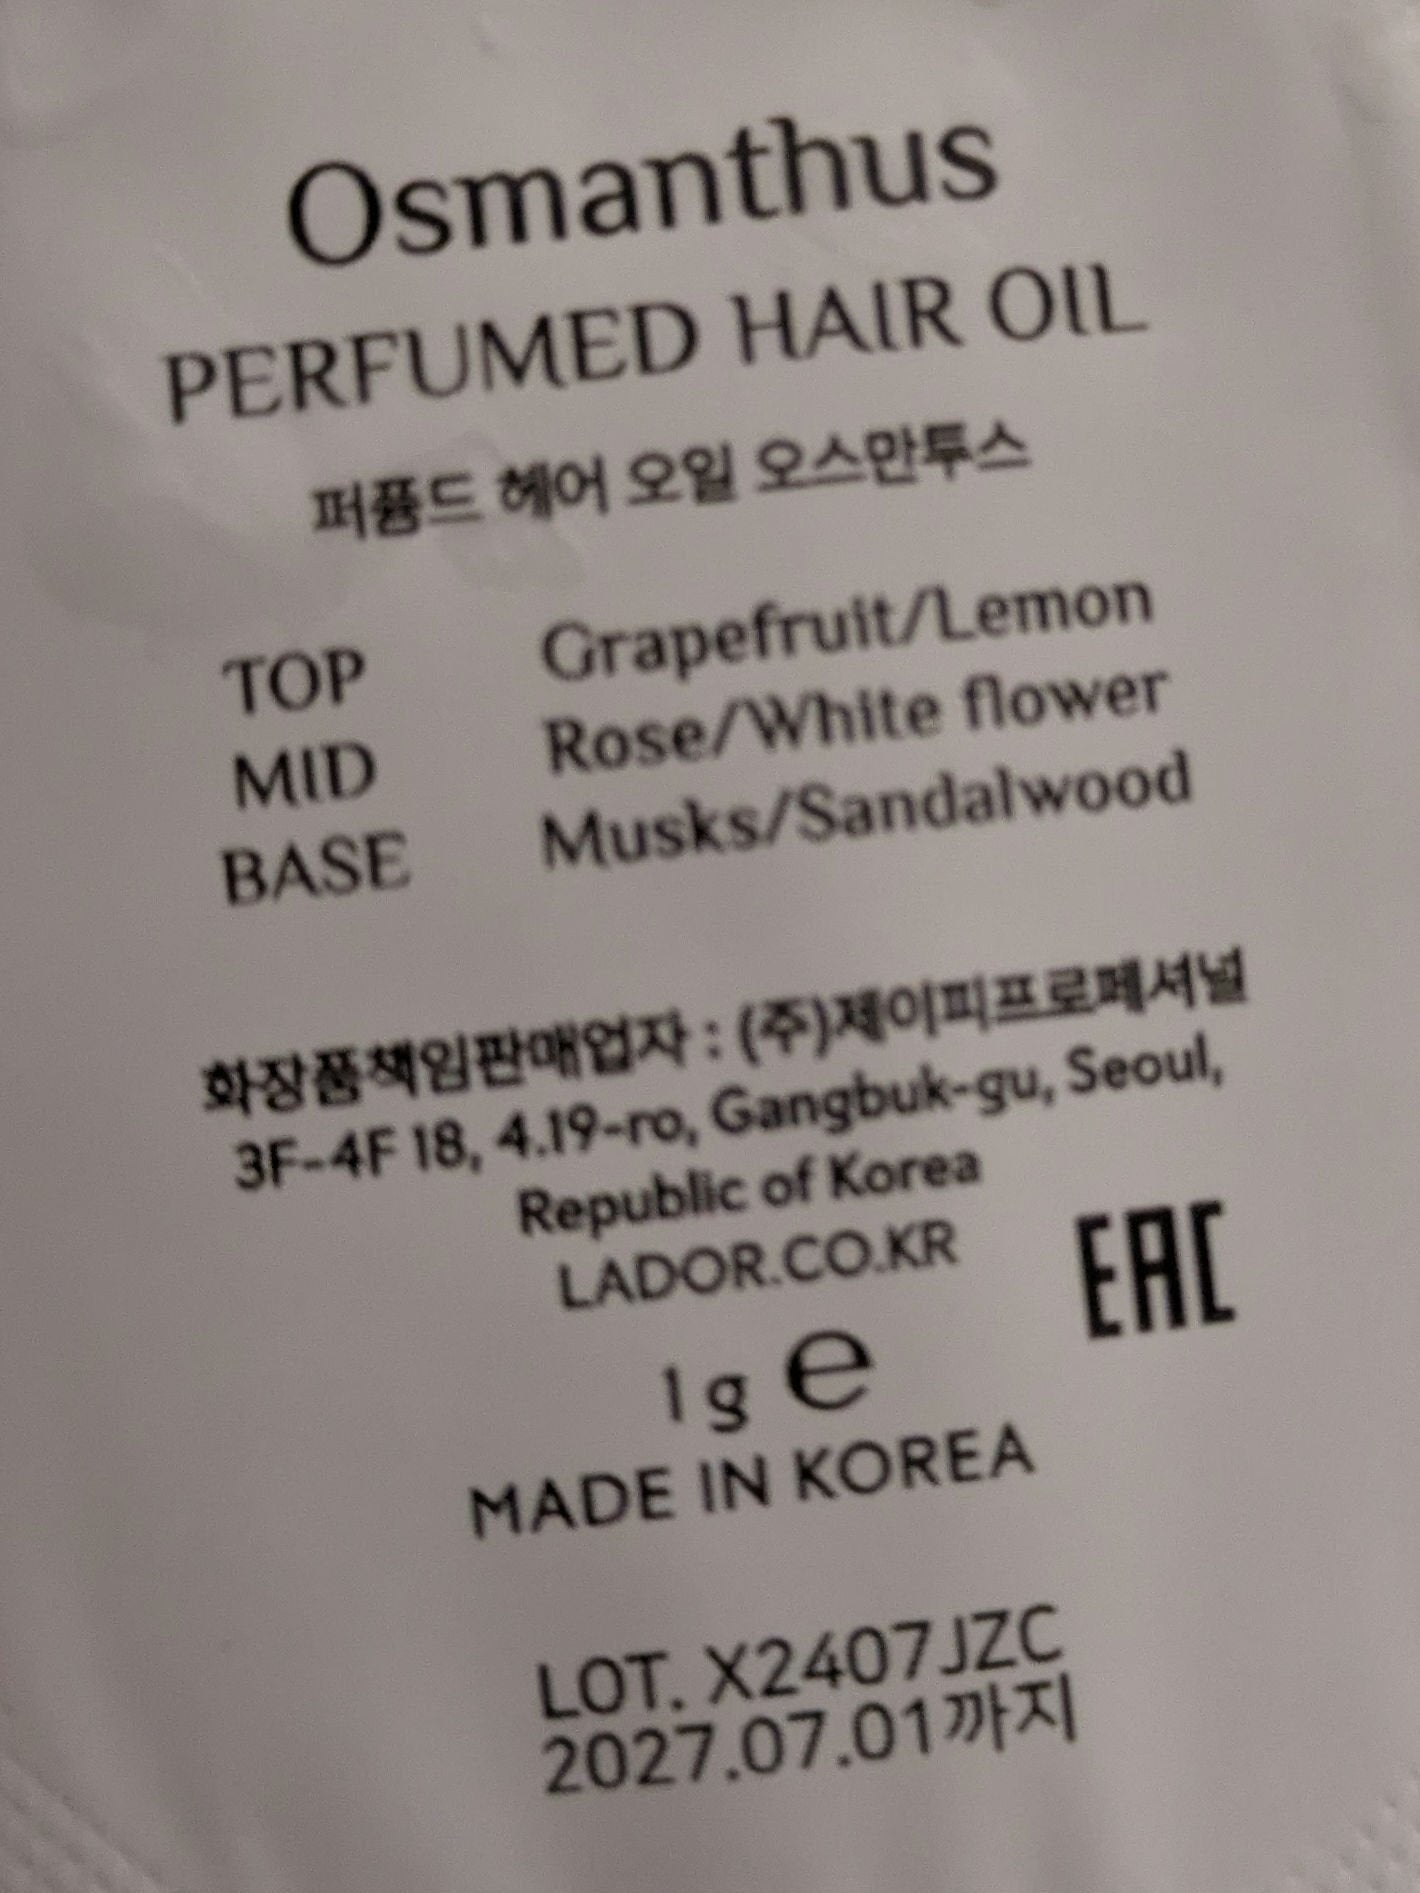 Osmanthus
PERFUMED HAIR OIL
퍼퓸드 헤어 오일 오스만투스
TOP Grapefruit/Lemon
MID Rose/White flower
BASE Musks/Sandalwood
화장품책임판매업자 : (주)제이피프로페셔널
3F-4F 18, 4.19-ro, Gangbuk-gu, Seoul,
Republic of Korea
LADOR.CO.KR
EAC
1 g e
MADE IN KOREA
LOT. X2407JZC
2027.07.01까지